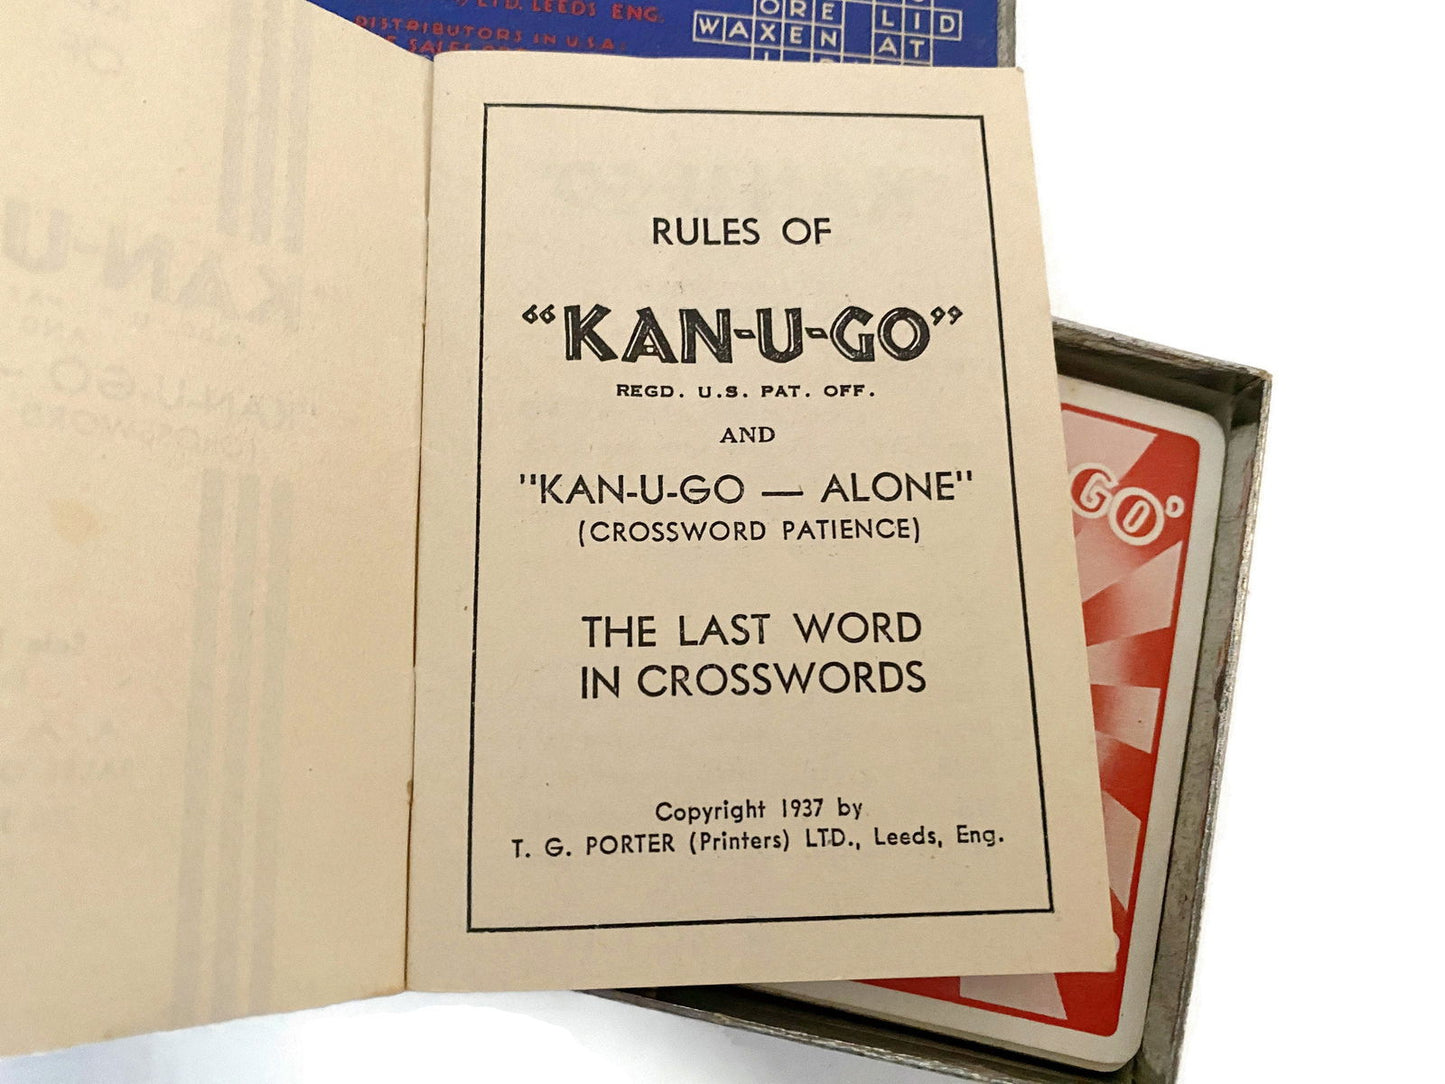 LTD. LEEDS ENG.
DISTRIBUTORS IN U.S.A.
SALES
ORE LID
WAXEN AT
RULES OF
“KAN-U-GO”
REGD. U.S. PAT. OFF.
AND
"KAN-U-GO — ALONE"
(CROSSWORD PATIENCE)
THE LAST WORD
IN CROSSWORDS
Copyright 1937 by
T. G. PORTER (Printers) LTD., Leeds, Eng.
GO’